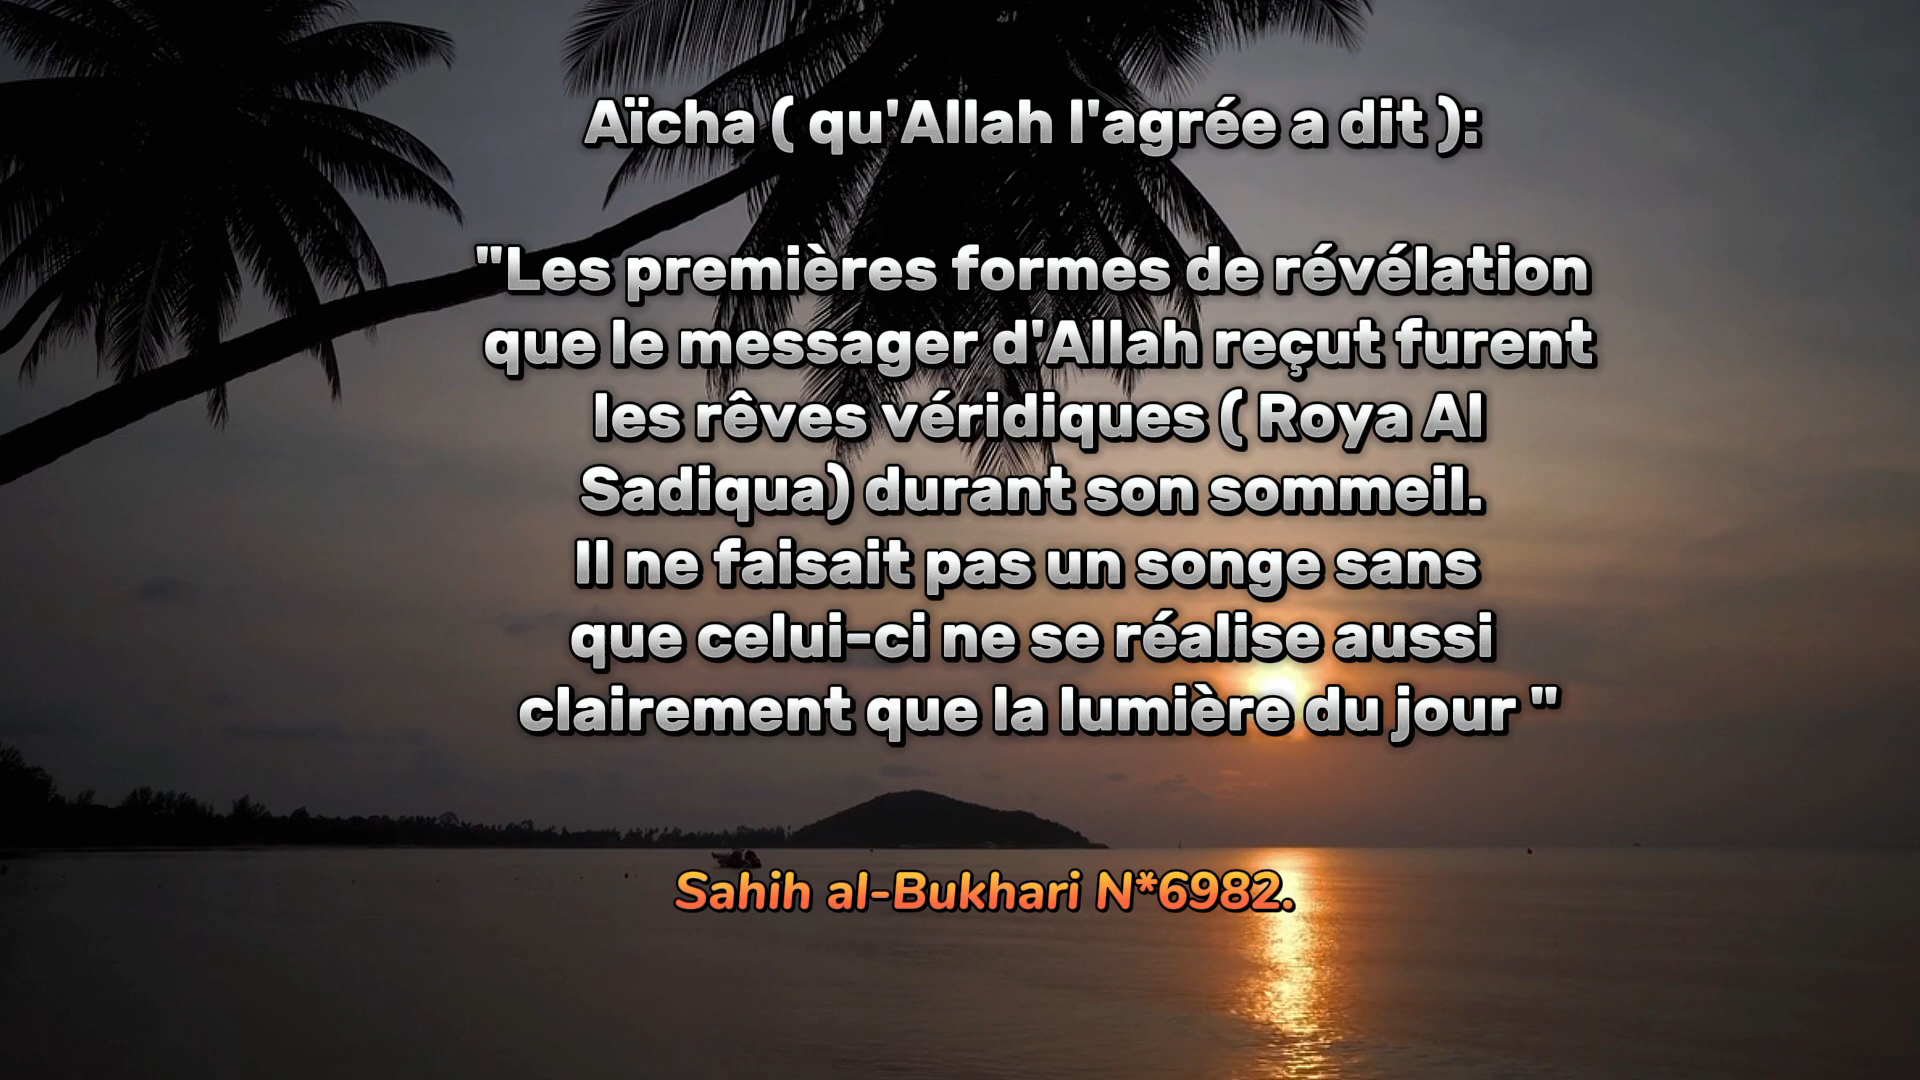 Aïcha ( qu'Allah l'agrée a dit ):
"Les premières formes de révélation
que le messager d'Allah reçut furent
les rêves véridiques ( Roya Al
Sadiqua) durant son sommeil.
Il ne faisait pas un songe sans
que celui-ci ne se réalise aussi
clairement que la lumière du jour "
Sahih al-Bukhari N*6982.